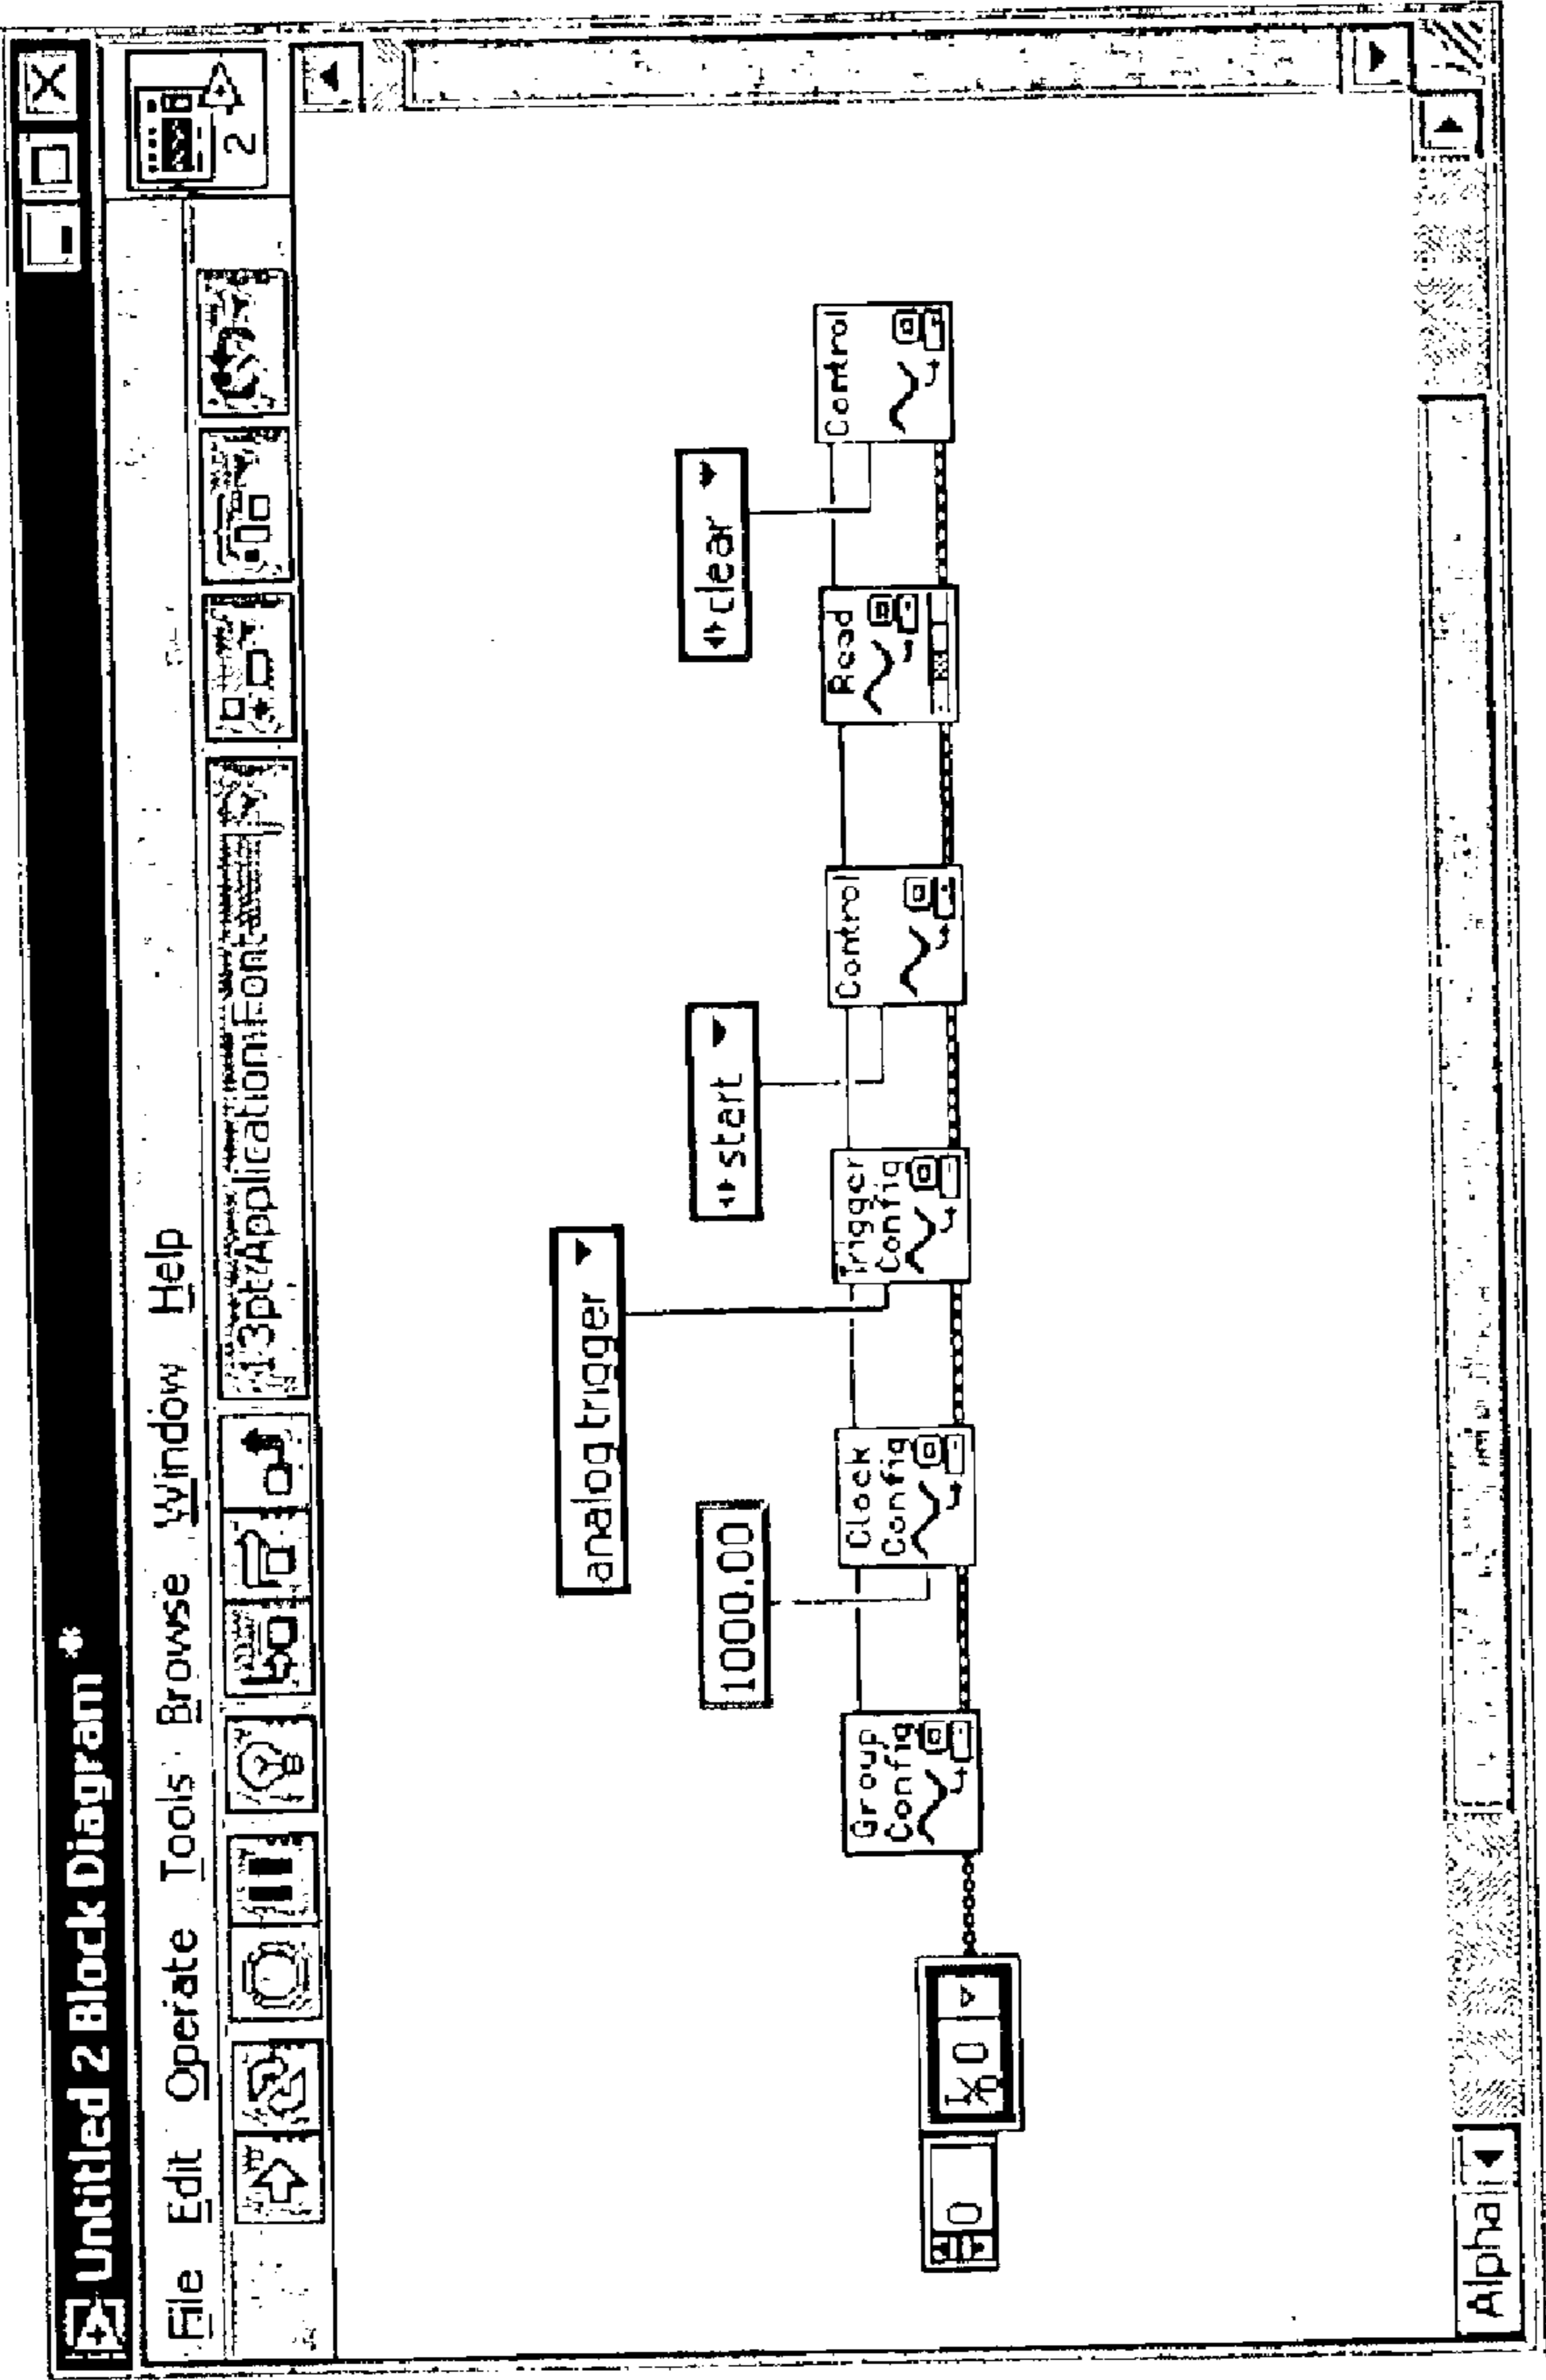 Untitled 2 Block Diagram *
File Edit Operate Tools Browse Window Help
13pt Application Font
2
analog trigger
1000.00
start
clear
Group
Config
Clock
Config
Trigger
Config
Control
Read
Control
0
I/O 0
Alpha